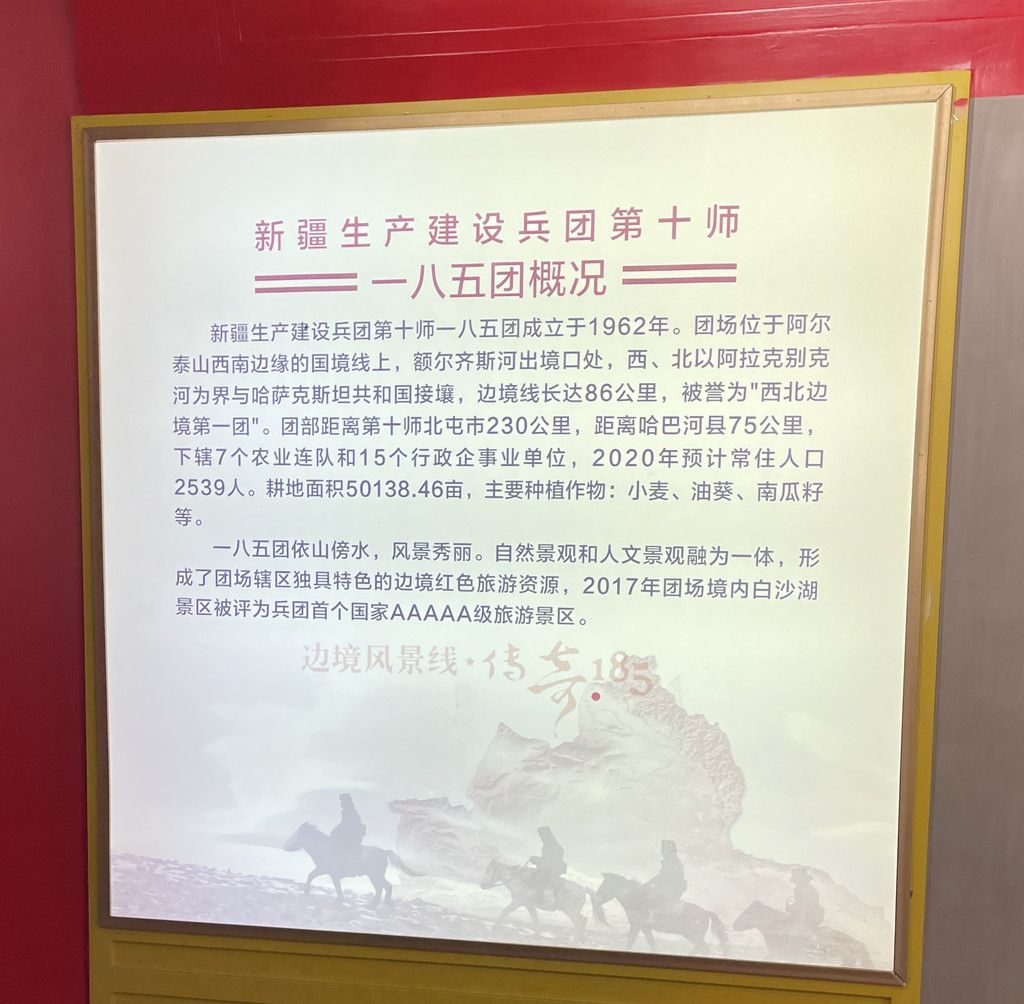 新疆生产建设兵团第十师
一八五团概况
新疆生产建设兵团第十师一八五团成立于1962年。团场位于阿尔
泰山西南边缘的国境线上，额尔齐斯河出境口处，西、北以阿拉克别克
河为界与哈萨克斯坦共和国接壤，边境线长达86公里，被誉为"西北边
境第一团"。团部距离第十师北屯市230公里，距离哈巴河县75公里，
下辖7个农业连队和15个行政企事业单位，2020年预计常住人口
2539人。耕地面积50138.46亩，主要种植作物：小麦、油葵、南瓜籽
等。
一八五团依山傍水，风景秀丽。自然景观和人文景观融为一体，形
成了团场辖区独具特色的边境红色旅游资源，2017年团场境内白沙湖
景区被评为兵团首个国家AAAAA级旅游景区。
边境风景线·传奇185